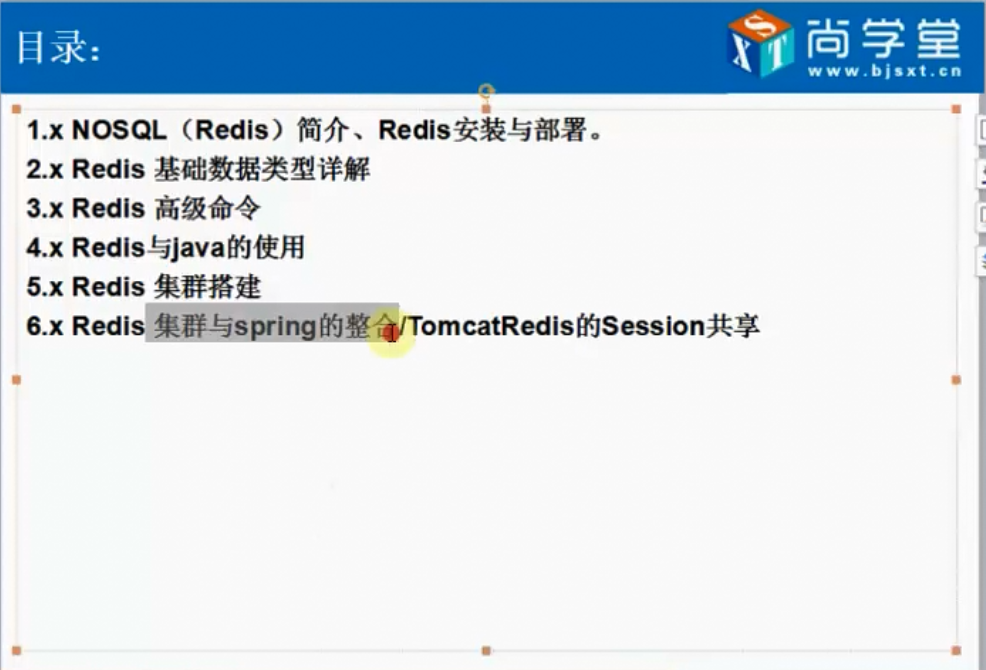 目录:
SXT 尚学堂
www.bjsxt.cn
1.x NOSQL（Redis）简介、Redis安装与部署。
2.x Redis 基础数据类型详解
3.x Redis 高级命令
4.x Redis与java的使用
5.x Redis 集群搭建
6.x Redis 集群与spring的整合/TomcatRedis的Session共享